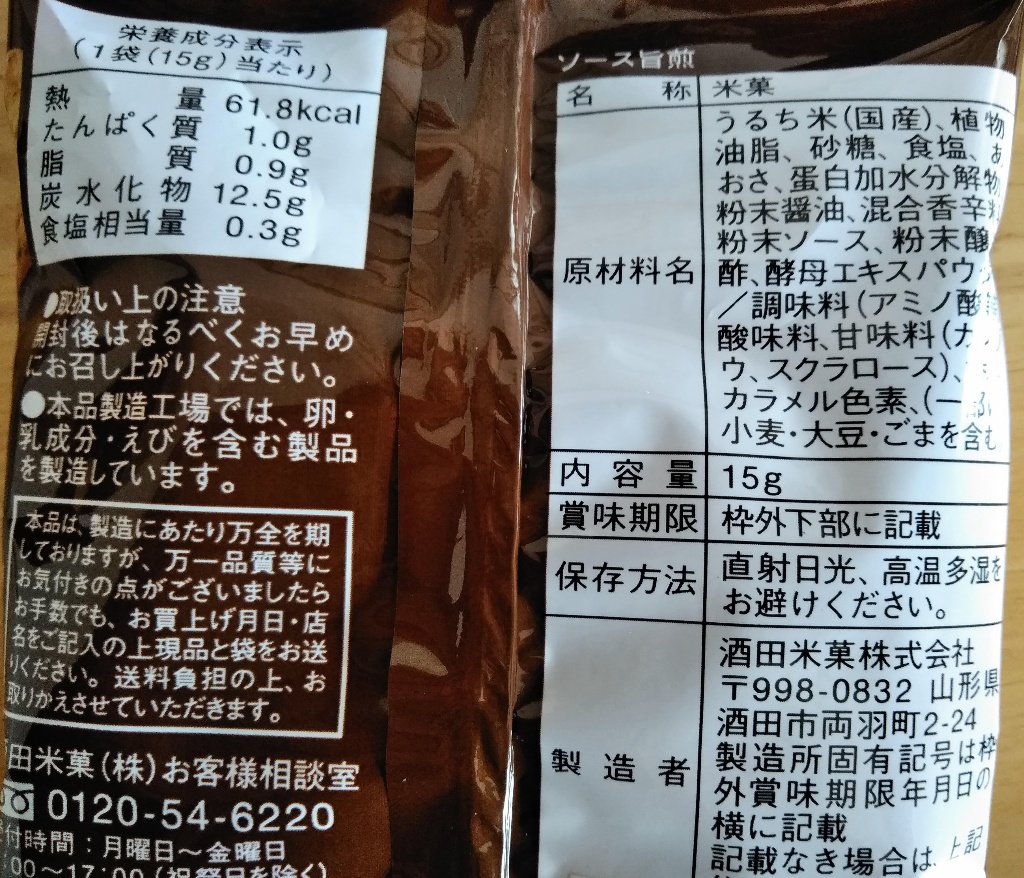 栄養成分表示
(1袋(15g)当たり)
熱量 61.8kcal
たんぱく質 1.0g
脂質 0.9g
炭水化物 12.5g
食塩相当量 0.3g
●取扱い上の注意
開封後はなるべくお早め
にお召し上がりください。
●本品製造工場では、卵・
乳成分・えびを含む製品
を製造しています。
本品は、製造にあたり万全を期
しておりますが、万一品質等に
お気付きの点がございましたら
お手数でも、お買上げ月日・店
名をご記入の上現品と袋をお送
りください。送料負担の上、お
取りかえさせていただきます。
田米菓(株)お客様相談室
0120-54-6220
付時間:月曜日～金曜日
00～17:00(祝祭日を除く)
ソース旨煎
名称 米菓
原材料名
うるち米(国産)、植物
油脂、砂糖、食塩、あ
おさ、蛋白加水分解物
粉末醤油、混合香辛料
粉末ソース、粉末醸
酢、酵母エキスパウ
/調味料(アミノ酸
酸味料、甘味料(カ
ウ、スクラロース)、
カラメル色素、(一部
小麦・大豆・ごまを含む
内容量 15g
賞味期限 枠外下部に記載
保存方法 直射日光、高温多湿を
お避けください。
製造者
酒田米菓株式会社
〒998-0832 山形県
酒田市両羽町2-24
製造所固有記号は枠
外賞味期限年月日の
横に記載
記載なき場合は、上記